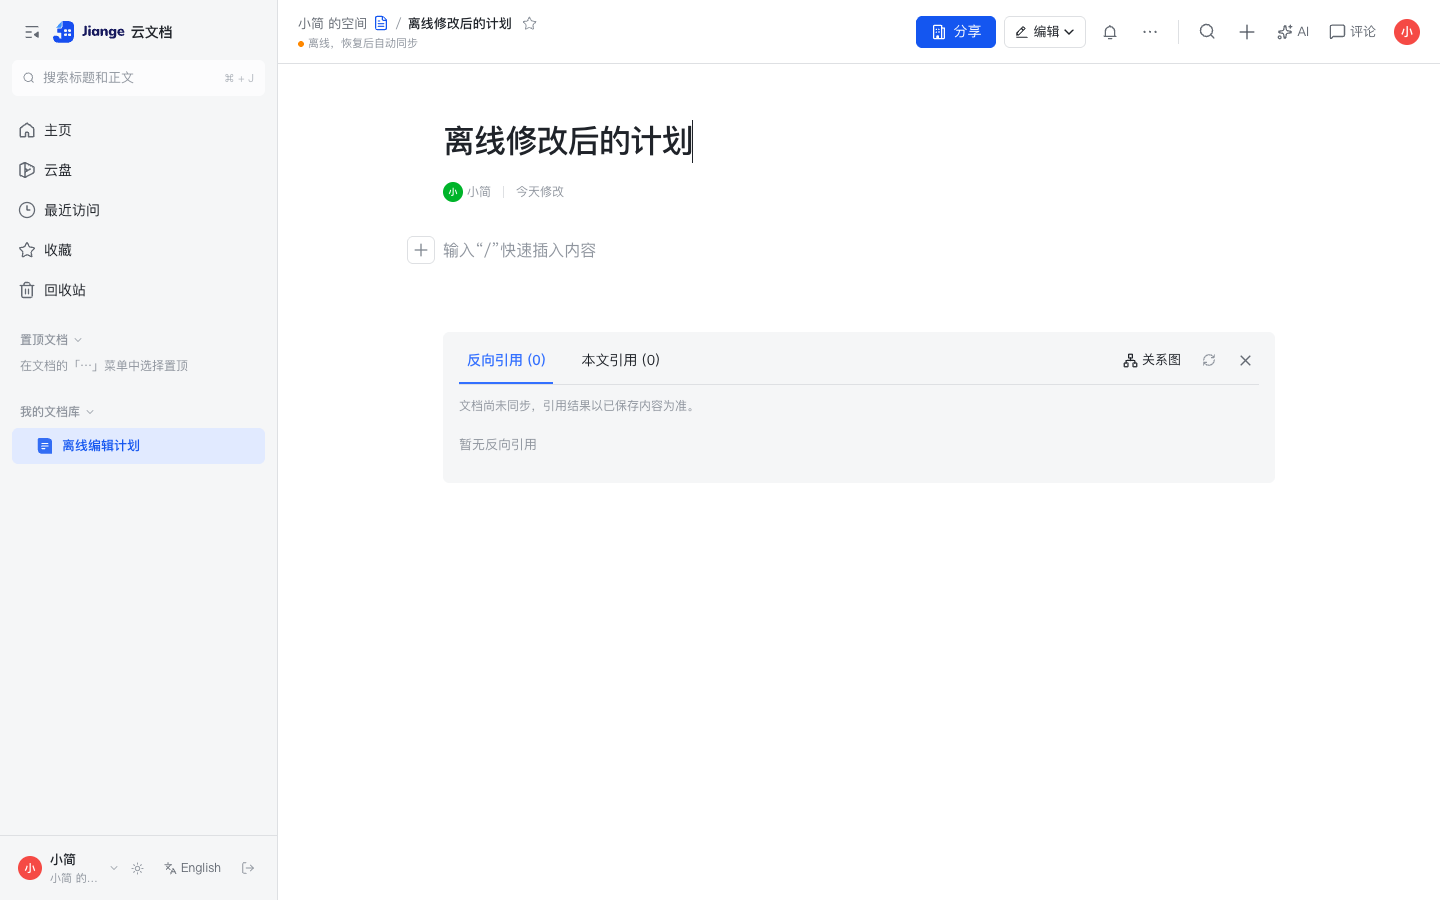 Jiange 云文档
搜索标题和正文 ⌘ + J
主页
云盘
最近访问
收藏
回收站
置顶文档
在文档的「…」菜单中选择置顶
我的文档库
离线编辑计划
小 小简
小简 的...
English
小简 的空间 / 离线修改后的计划
离线，恢复后自动同步
分享 编辑 AI 评论 小
离线修改后的计划
小 小简 今天修改
输入“/”快速插入内容
反向引用 (0) 本文引用 (0) 关系图
文档尚未同步，引用结果以已保存内容为准。
暂无反向引用